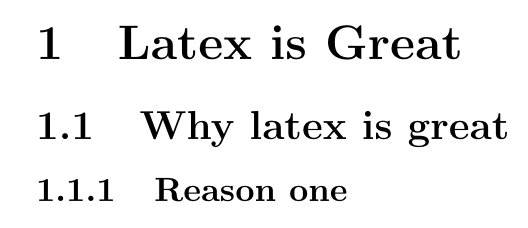 1 Latex is Great
1.1 Why latex is great
1.1.1 Reason one